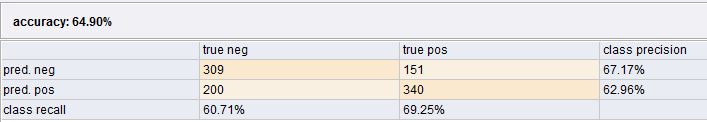 accuracy: 64.90%
true neg true pos class precision
pred. neg 309 151 67.17%
pred. pos 200 340 62.96%
class recall 60.71% 69.25%